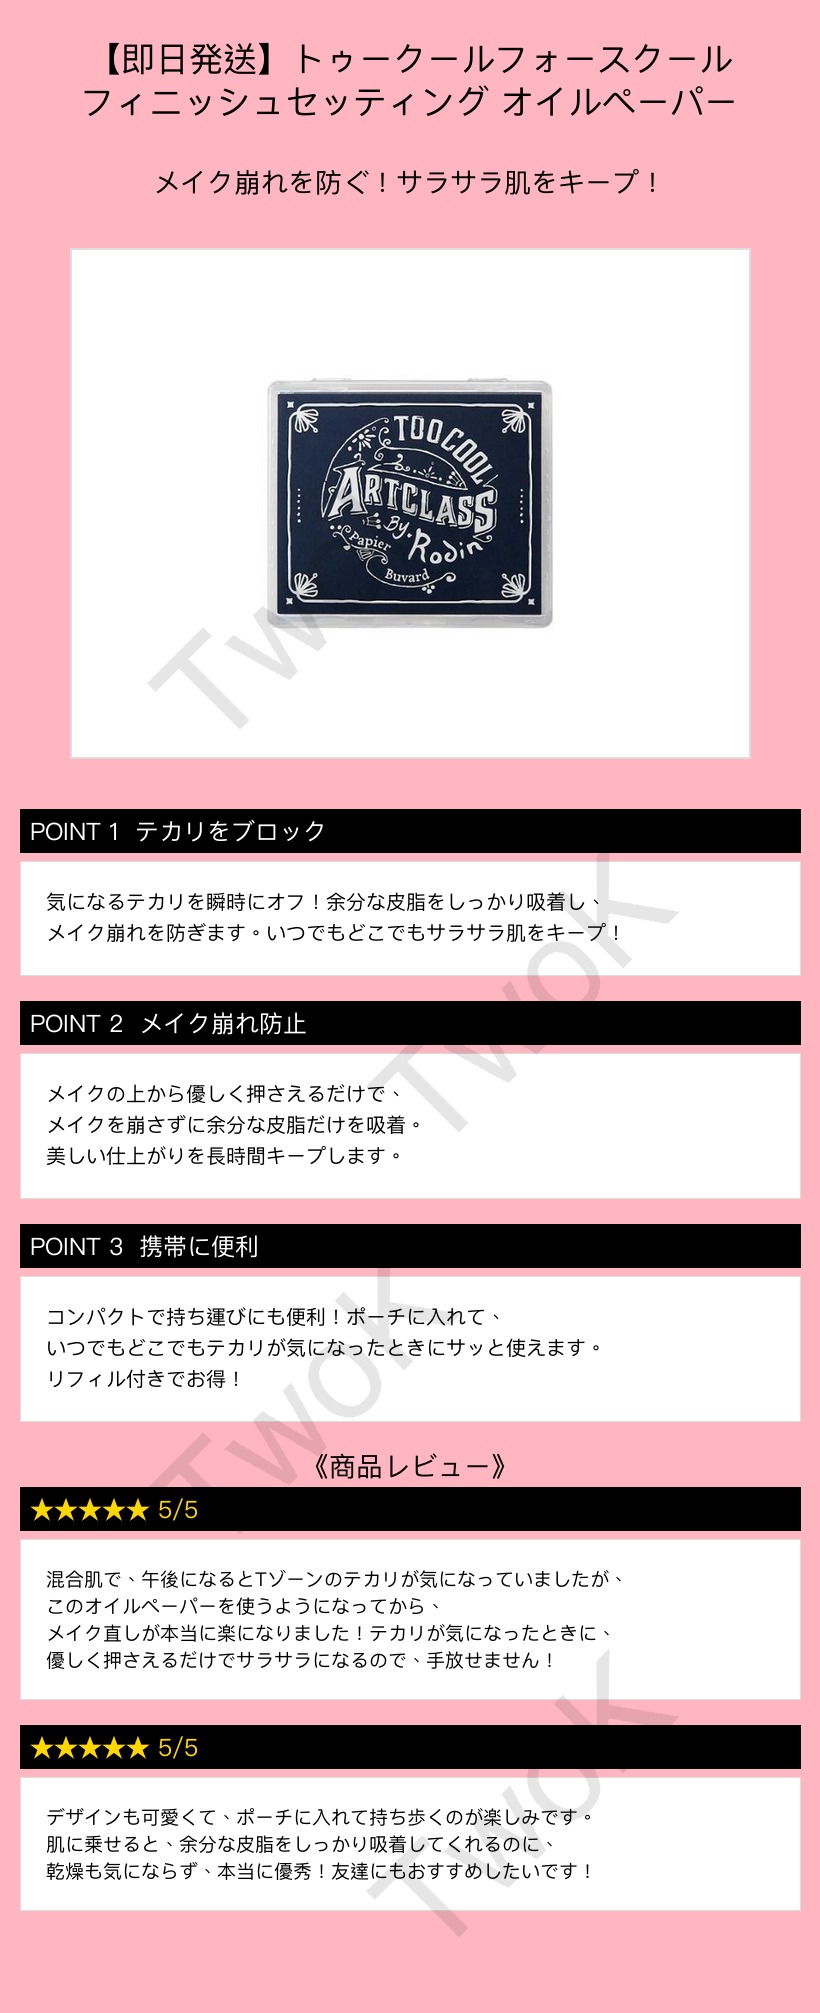 【即日発送】トゥークールフォースクール
フィニッシュセッティング オイルペーパー
メイク崩れを防ぐ！サラサラ肌をキープ！
TOO COOL
ARTCLASS
By. Rodin
Papier
Buvard
Tw
POINT 1 テカリをブロック
気になるテカリを瞬時にオフ！余分な皮脂をしっかり吸着し、
メイク崩れを防ぎます。いつでもどこでもサラサラ肌をキープ！
TwoK
POINT 2 メイク崩れ防止
メイクの上から優しく押さえるだけで、
メイクを崩さずに余分な皮脂だけを吸着。
美しい仕上がりを長時間キープします。
POINT 3 携帯に便利
コンパクトで持ち運びにも便利！ポーチに入れて、
いつでもどこでもテカリが気になったときにサッと使えます。
リフィル付きでお得！
TwoK
《商品レビュー》
★★★★★ 5/5
混合肌で、午後になるとTゾーンのテカリが気になっていましたが、
このオイルペーパーを使うようになってから、
メイク直しが本当に楽になりました！テカリが気になったときに、
優しく押さえるだけでサラサラになるので、手放せません！
★★★★★ 5/5
デザインも可愛くて、ポーチに入れて持ち歩くのが楽しみです。
肌に乗せると、余分な皮脂をしっかり吸着してくれるのに、
乾燥も気にならず、本当に優秀！友達にもおすすめしたいです！
TwoK